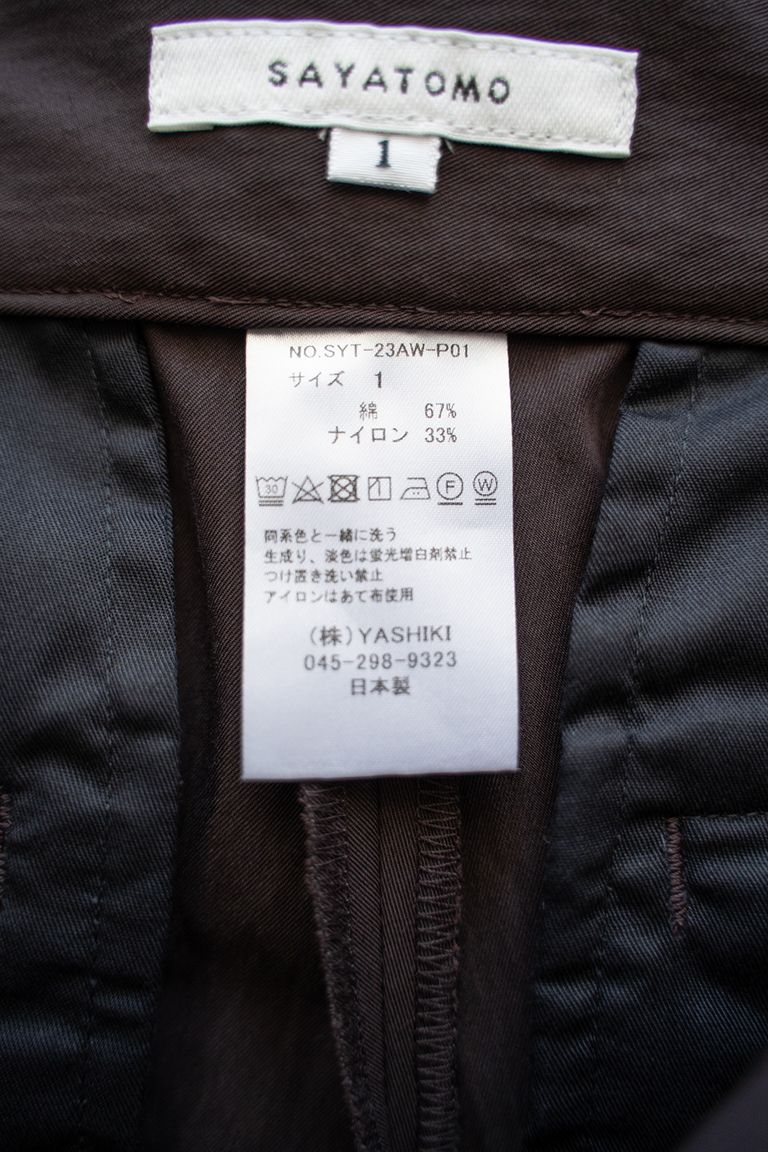 SAYATOMO
1
NO.SYT-23AW-P01
サイズ 1
綿 67%
ナイロン 33%
30
F W
同系色と一緒に洗う
生成り、淡色は蛍光増白剤禁止
つけ置き洗い禁止
アイロンはあて布使用
(株)YASHIKI
045-298-9323
日本製